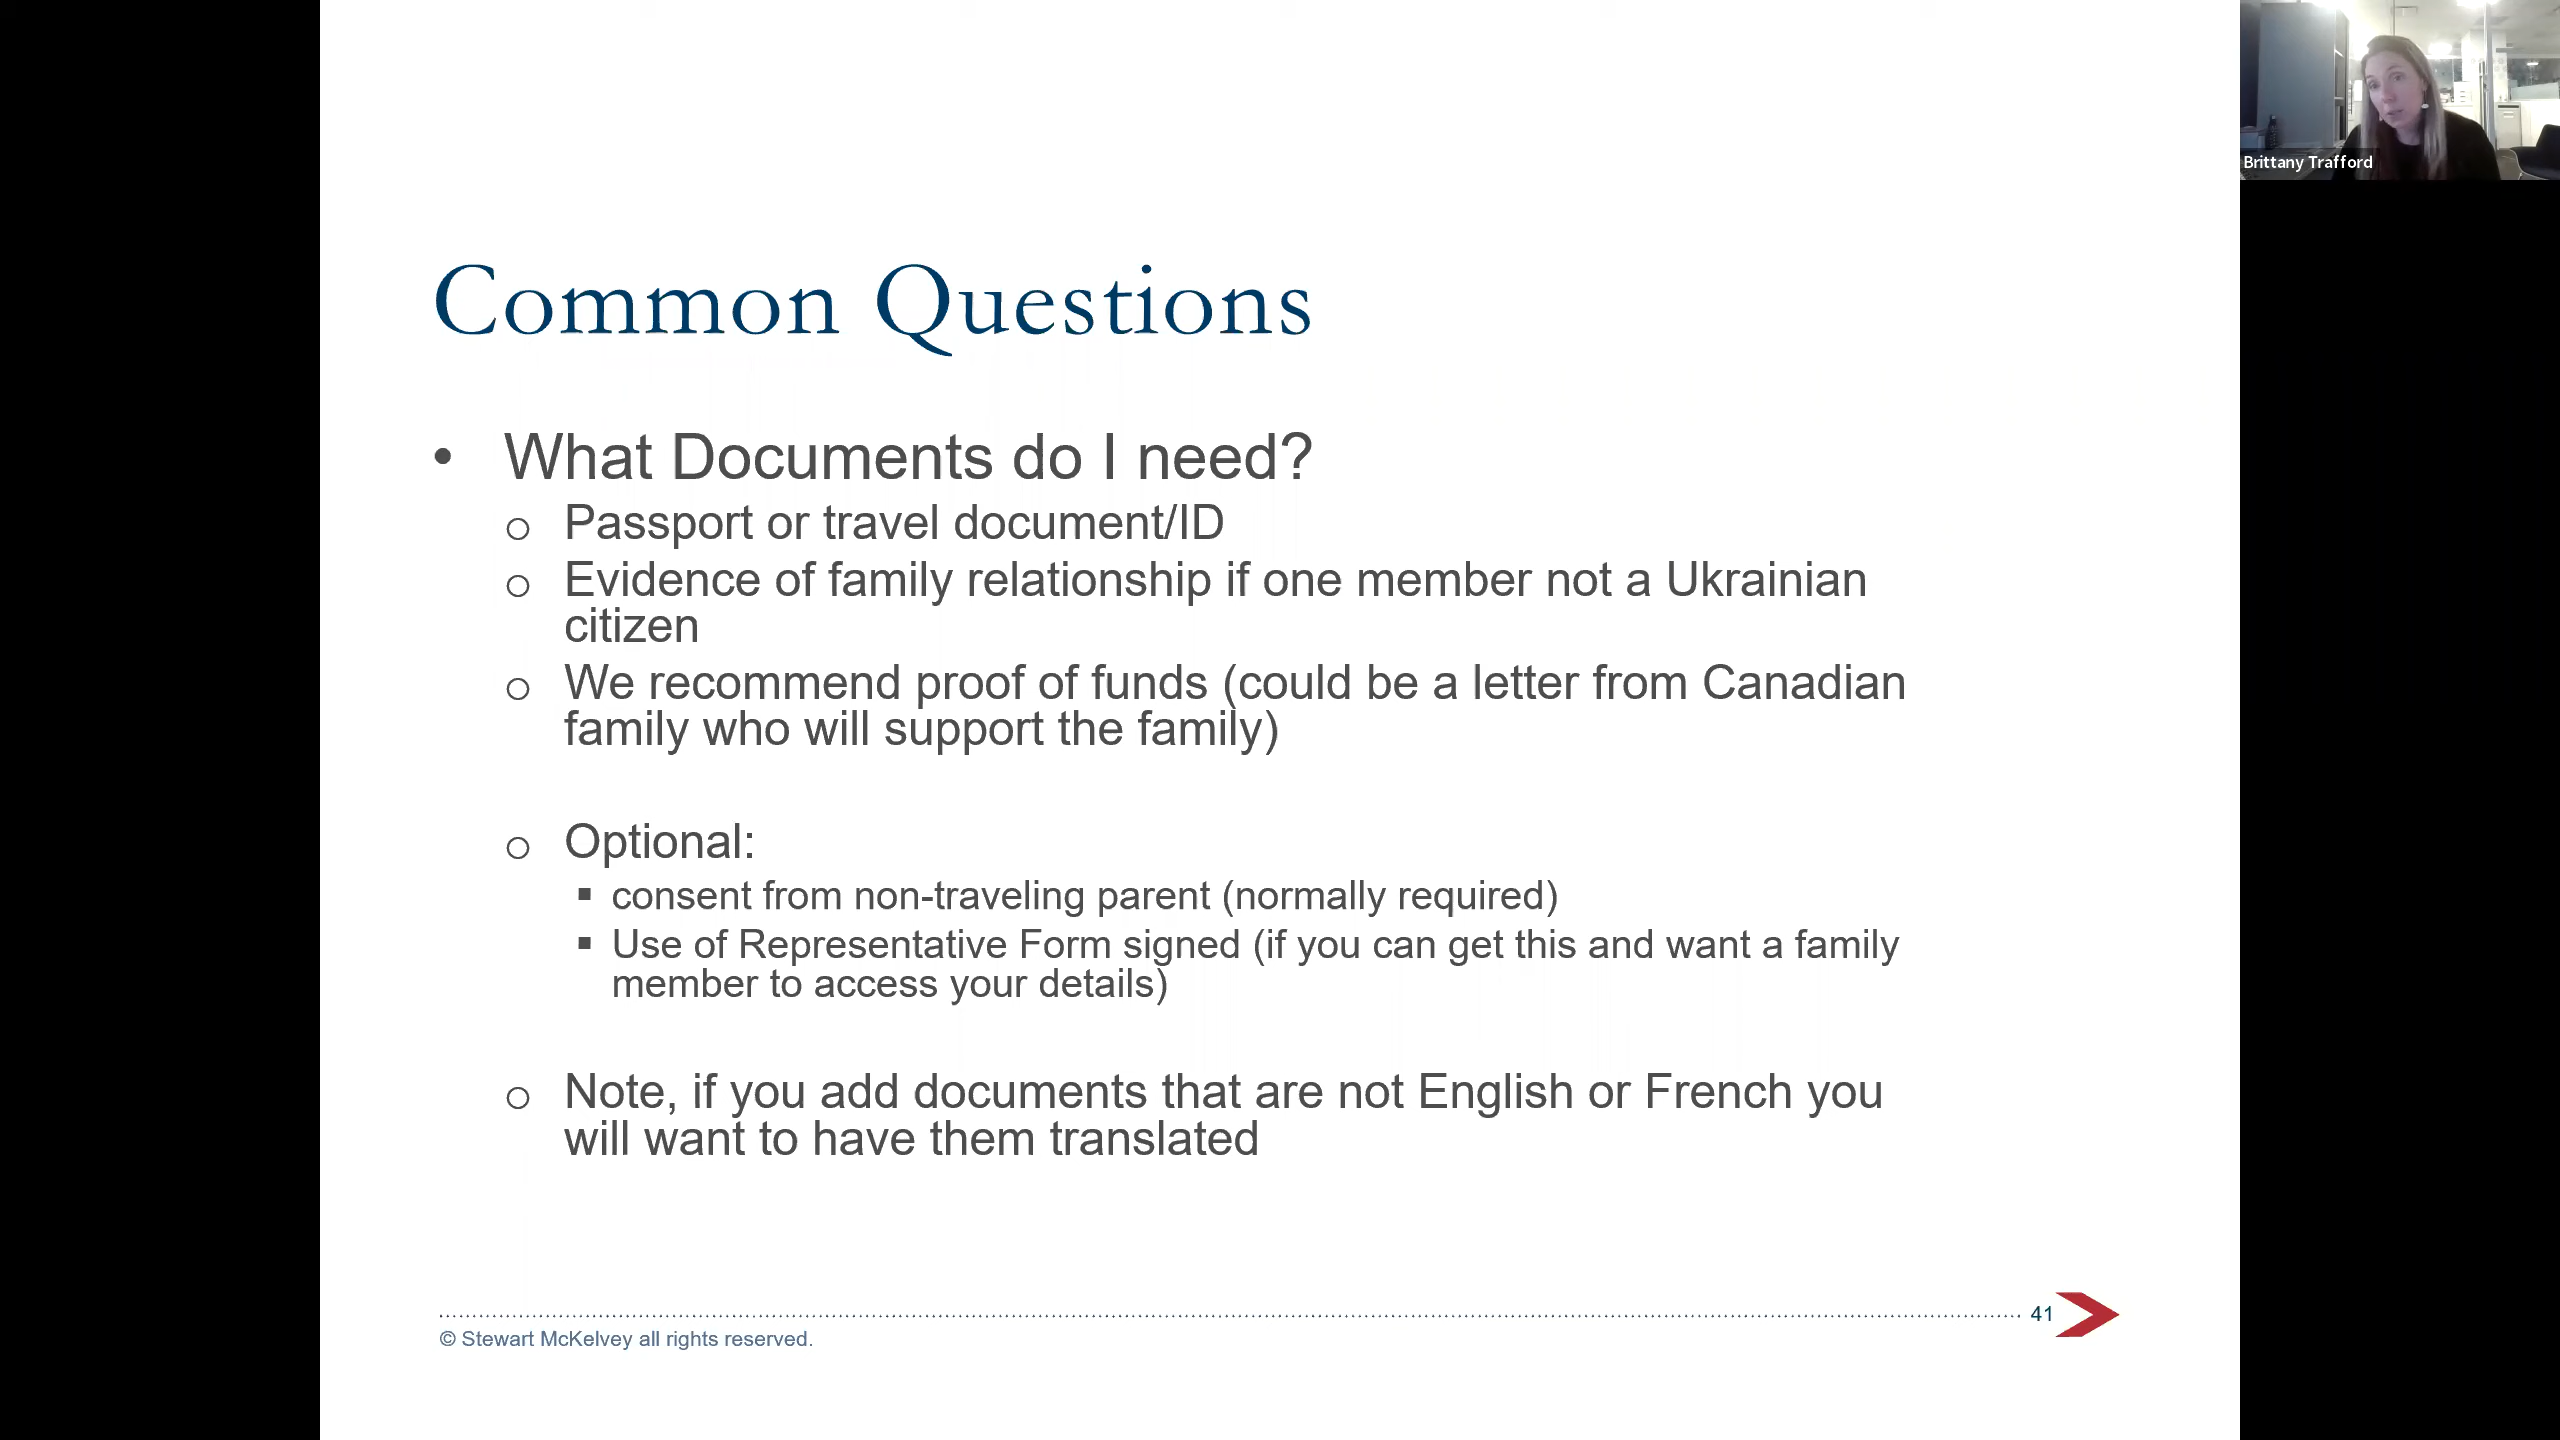 Brittany Trafford
Common Questions
• What Documents do I need?
o Passport or travel document/ID
o Evidence of family relationship if one member not a Ukrainian
citizen
o We recommend proof of funds (could be a letter from Canadian
family who will support the family)
o Optional:
▪ consent from non-traveling parent (normally required)
▪ Use of Representative Form signed (if you can get this and want a family
member to access your details)
o Note, if you add documents that are not English or French you
will want to have them translated
41
© Stewart McKelvey all rights reserved.